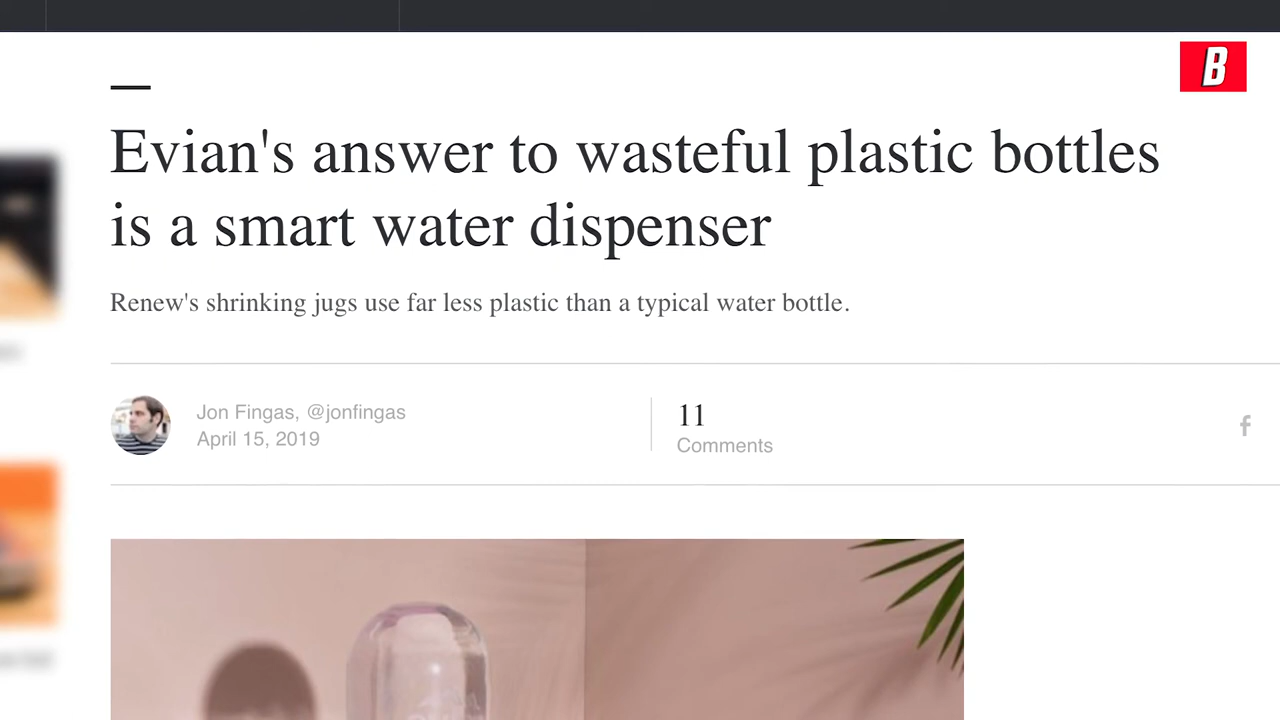 B
Evian's answer to wasteful plastic bottles
is a smart water dispenser
Renew's shrinking jugs use far less plastic than a typical water bottle.
Jon Fingas, @jonfingas
April 15, 2019
11
Comments
f